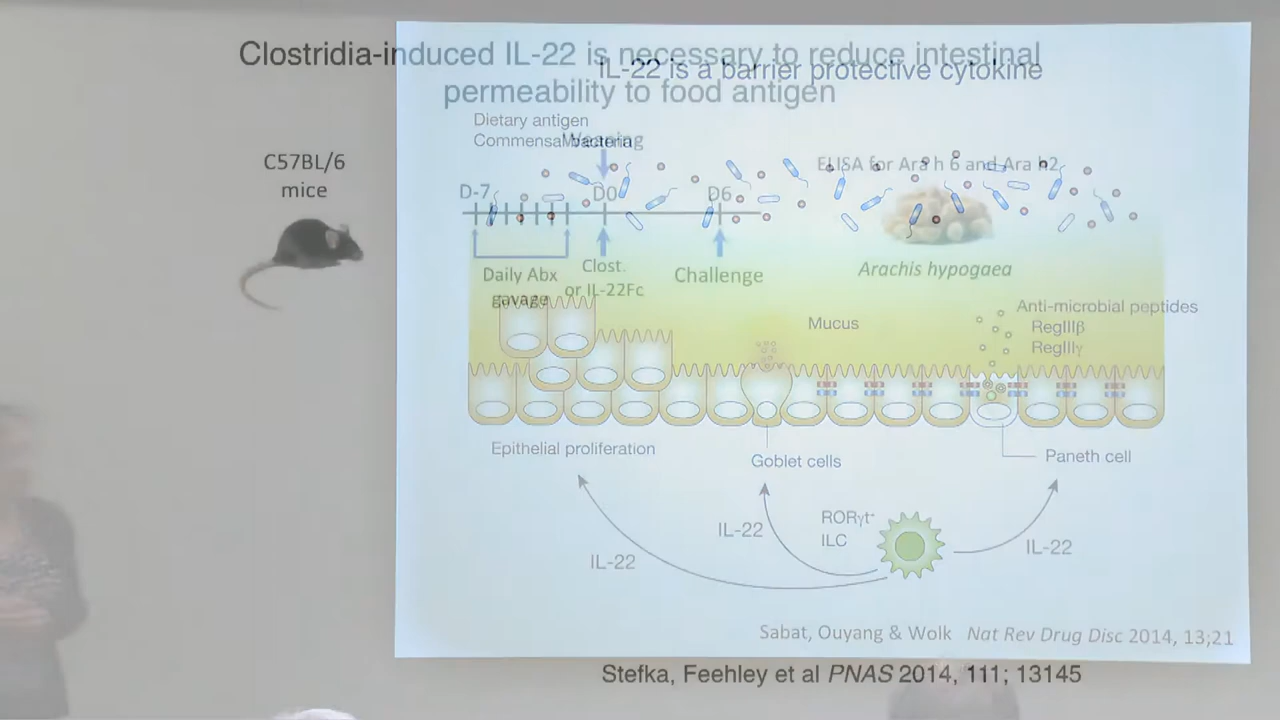 Clostridia-induced IL-22 is necessary to reduce intestinal
permeability to food antigen
IL-22 is a barrier protective cytokine
Dietary antigen
Commensal bacteria
Weaning
C57BL/6
mice
ELISA for Ara h 6 and Ara h2
D-7
D0
D6
Daily Abx
gavage
Clost.
or IL-22Fc
Challenge
Arachis hypogaea
Anti-microbial peptides
RegIIIβ
RegIIIγ
Mucus
Epithelial proliferation
Goblet cells
Paneth cell
IL-22
RORγt⁺
ILC
IL-22
IL-22
Sabat, Ouyang & Wolk Nat Rev Drug Disc 2014, 13;21
Stefka, Feehley et al PNAS 2014, 111; 13145